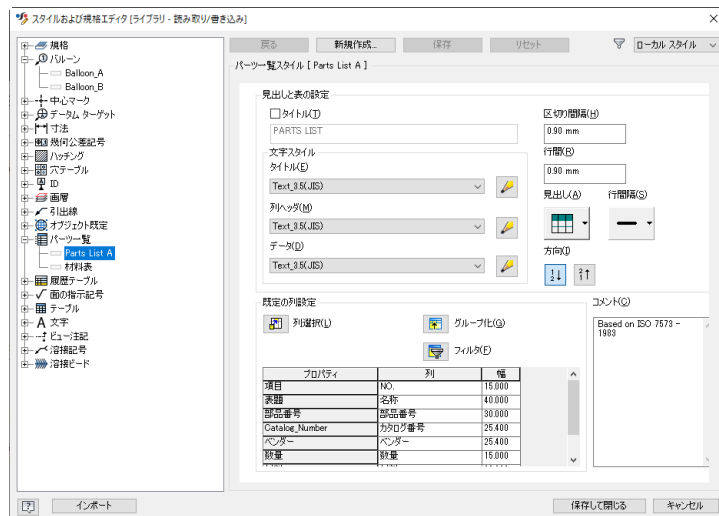 スタイルおよび規格エディタ [ライブラリ - 読み取り/書き込み]
戻る 新規作成... 保存 リセット ローカル スタイル
規格
バルーン
Balloon_A
Balloon_B
中心マーク
データム ターゲット
寸法
幾何公差記号
ハッチング
穴テーブル
ID
画層
引出線
オブジェクト既定
パーツ一覧
Parts List A
材料表
履歴テーブル
面の指示記号
テーブル
文字
ビュー注記
溶接記号
溶接ビード
パーツ一覧スタイル [ Parts List A ]
見出しと表の設定
タイトル(T)
PARTS LIST
文字スタイル
タイトル(E)
Text_3.5(JIS)
列ヘッダ(M)
Text_3.5(JIS)
データ(D)
Text_3.5(JIS)
区切り間隔(H)
0.90 mm
行間(R)
0.90 mm
見出し(A) 行間隔(S)
方向(I)
既定の列設定
列選択(L) グループ化(G)
フィルタ(F)
プロパティ 列 幅
項目 NO. 15.000
表題 名称 40.000
部品番号 部品番号 30.000
Catalog_Number カタログ番号 25.400
ベンダー ベンダー 25.400
数量 数量 15.000
コメント(C)
Based on ISO 7573 -
1983
インポート 保存して閉じる キャンセル